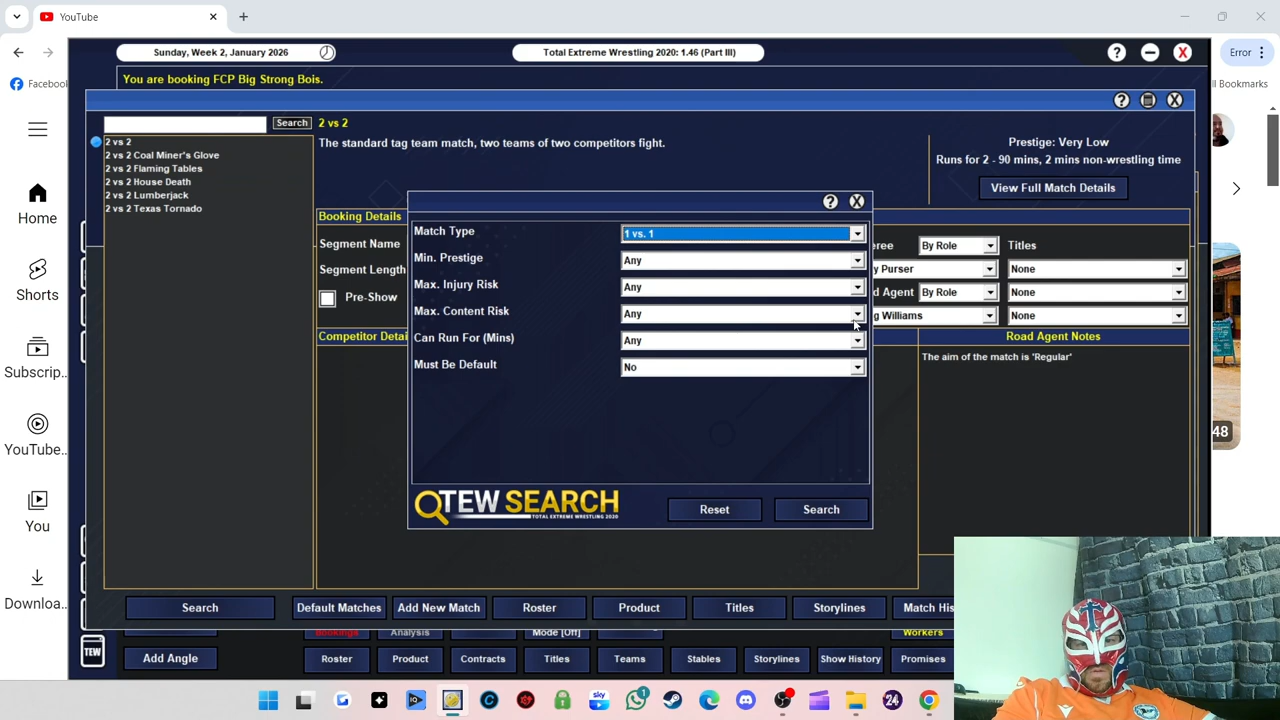 YouTube
Error
Facebook
ll Bookmarks
Home
Shorts
Subscrip...
YouTube...
You
Downloa...
48
Sunday, Week 2, January 2026
Total Extreme Wrestling 2020: 1.46 (Part III)
You are booking FCP Big Strong Bois.
Search
2 vs 2
2 vs 2
2 vs 2 Coal Miner's Glove
2 vs 2 Flaming Tables
2 vs 2 House Death
2 vs 2 Lumberjack
2 vs 2 Texas Tornado
The standard tag team match, two teams of two competitors fight.
Prestige: Very Low
Runs for 2 - 90 mins, 2 mins non-wrestling time
View Full Match Details
Booking Details
Segment Name
Segment Length
Pre-Show
Competitor Detai
Match Type
1 vs. 1
Min. Prestige
Any
Max. Injury Risk
Any
Max. Content Risk
Any
Can Run For (Mins)
Any
Must Be Default
No
TEW SEARCH
TOTAL EXTREME WRESTLING 2026
Reset
Search
eree
By Role
Titles
y Purser
None
d Agent
By Role
None
g Williams
None
Road Agent Notes
The aim of the match is 'Regular'
Search
Default Matches
Add New Match
Roster
Product
Titles
Storylines
Match His
Bookings
Analysis
Mode [Off]
Workers
TEW
Add Angle
Roster
Product
Contracts
Titles
Teams
Stables
Storylines
Show History
Promises
sky
1
24